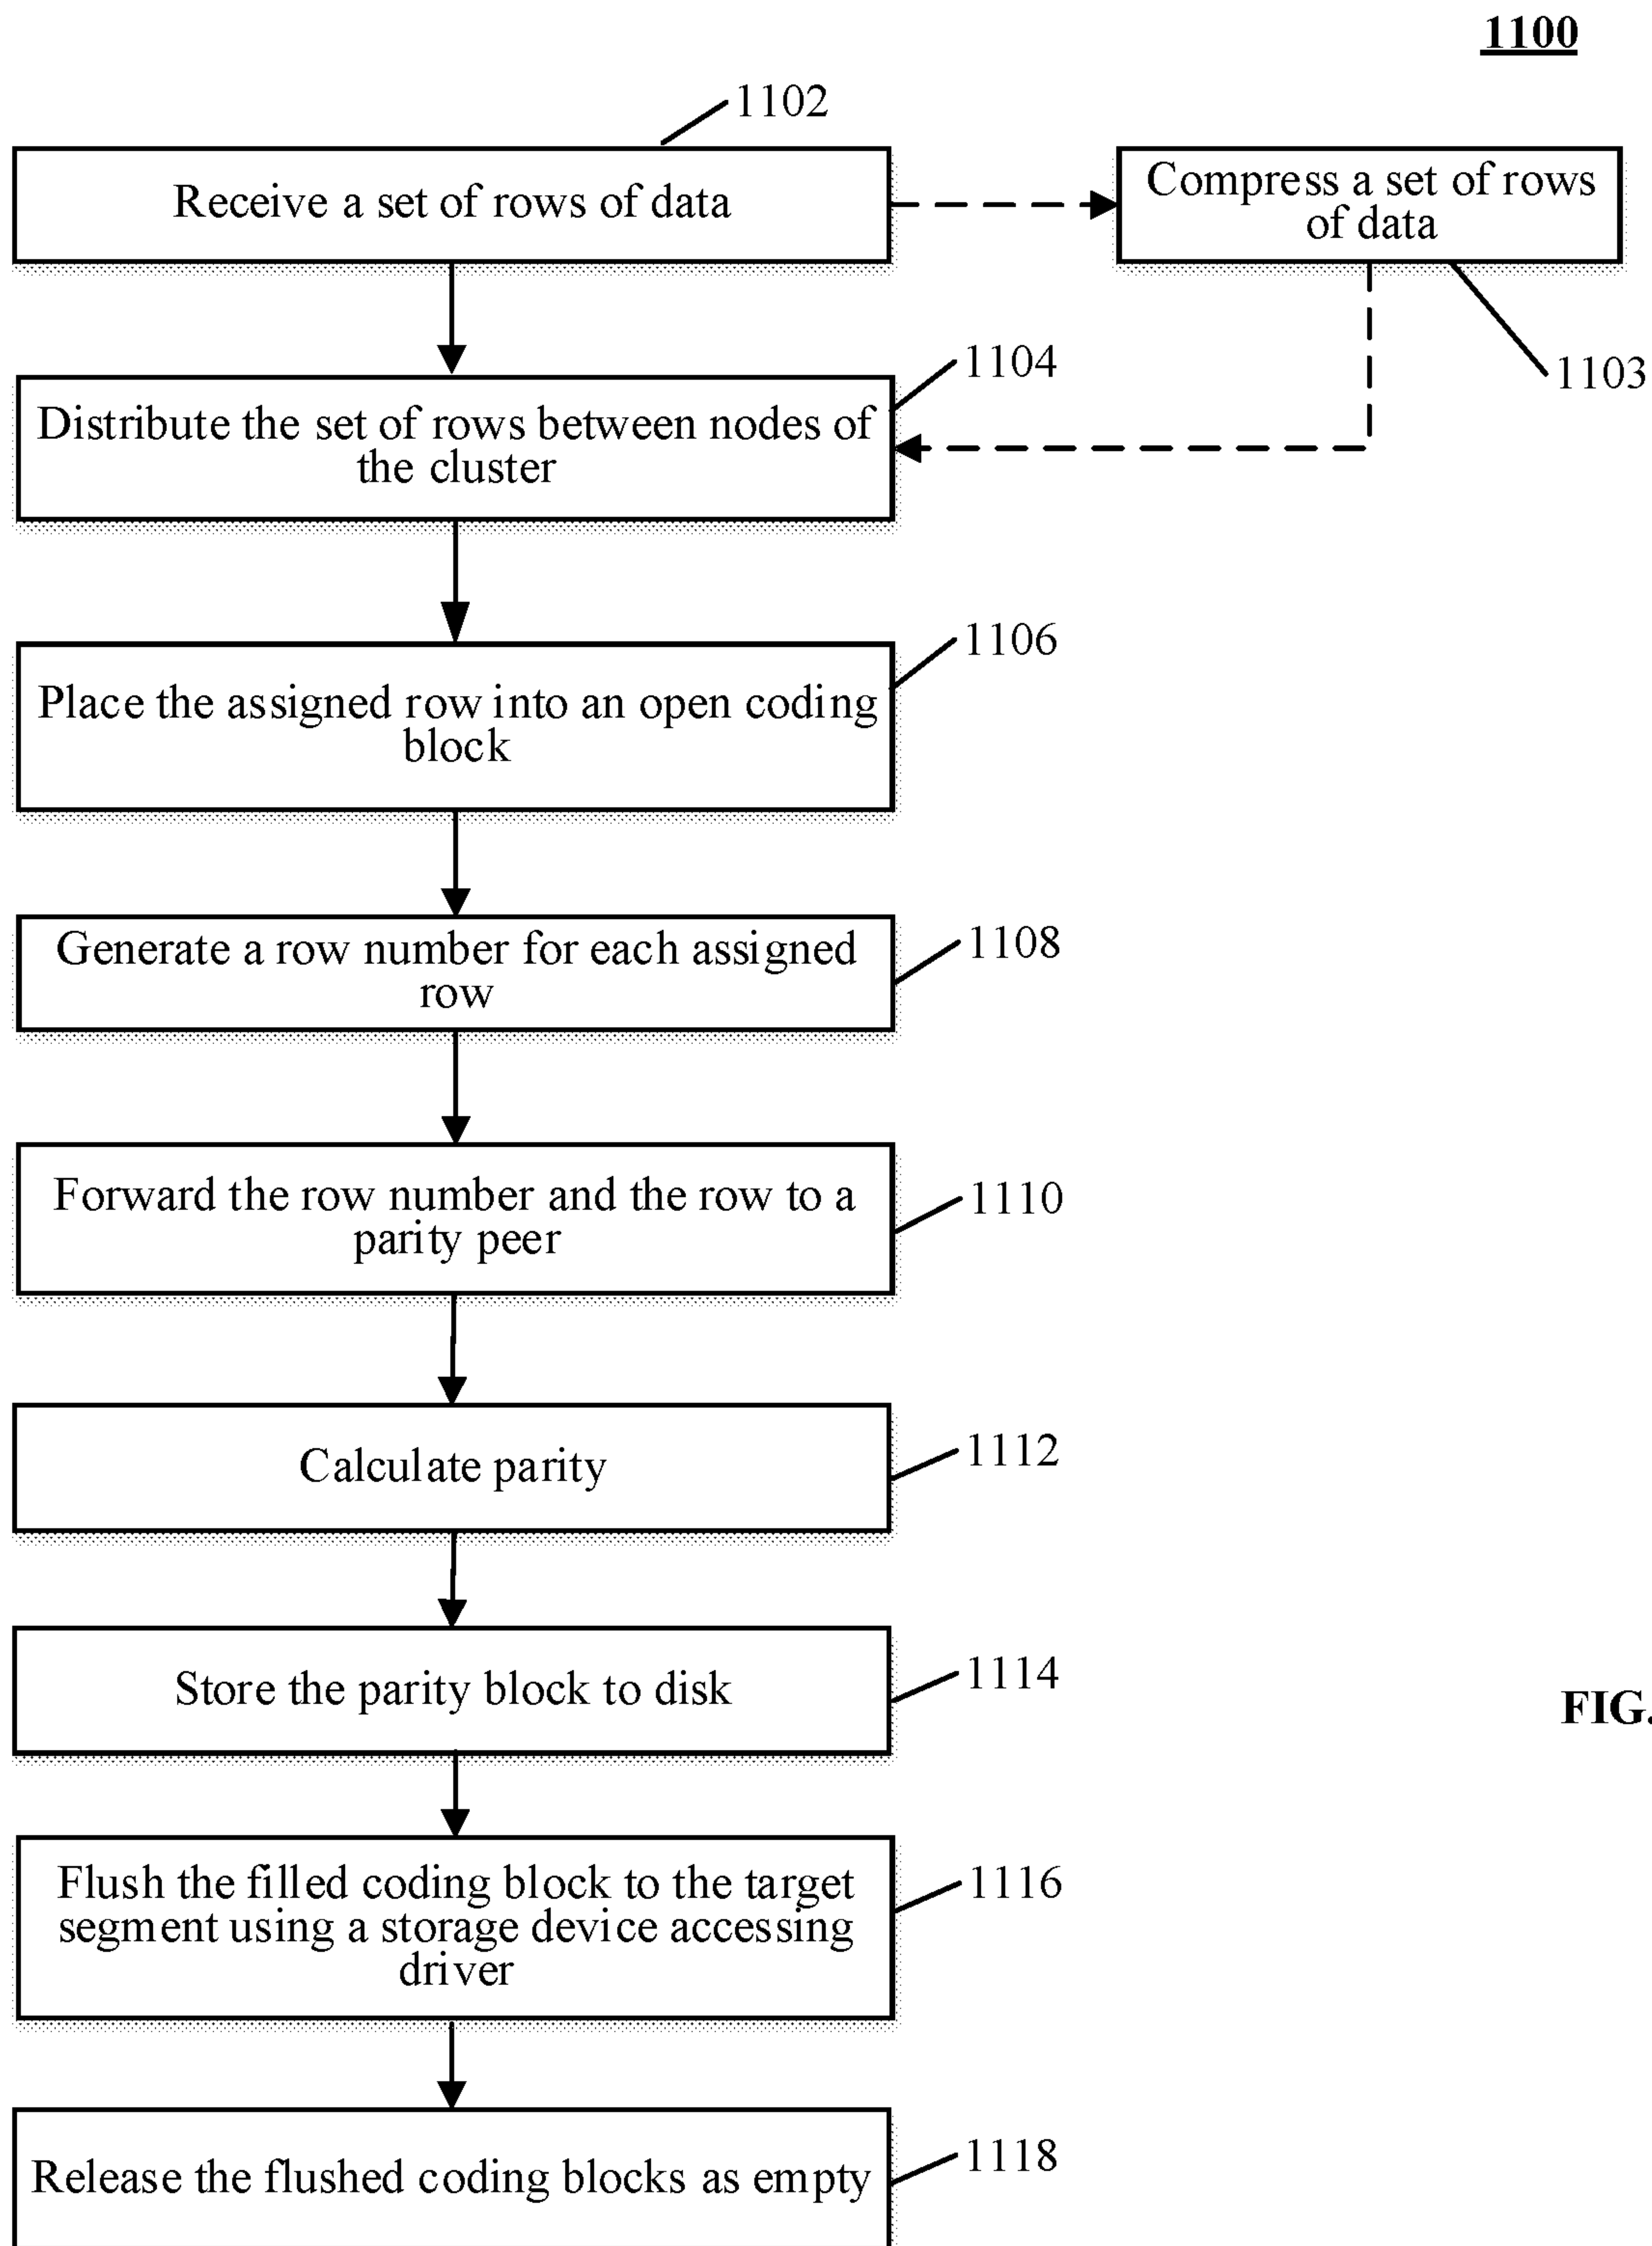 1100
1102
Receive a set of rows of data
Compress a set of rows
of data
1103
1104
Distribute the set of rows between nodes of
the cluster
1106
Place the assigned row into an open coding
block
1108
Generate a row number for each assigned
row
1110
Forward the row number and the row to a
parity peer
1112
Calculate parity
1114
Store the parity block to disk
FIG.
1116
Flush the filled coding block to the target
segment using a storage device accessing
driver
1118
Release the flushed coding blocks as empty